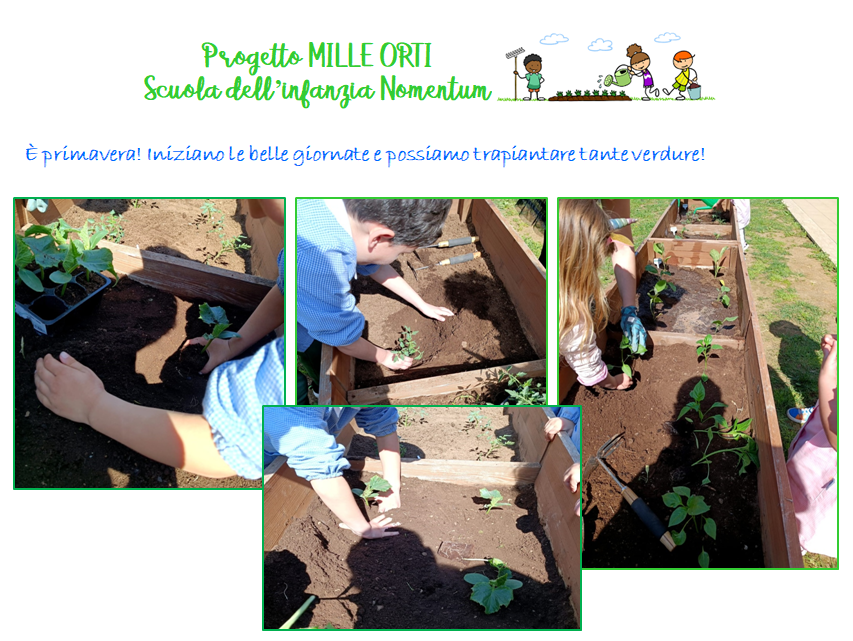 Progetto MILLE ORTI
Scuola dell'infanzia Nomentum
È primavera! Iniziano le belle giornate e possiamo trapiantare tante verdure!